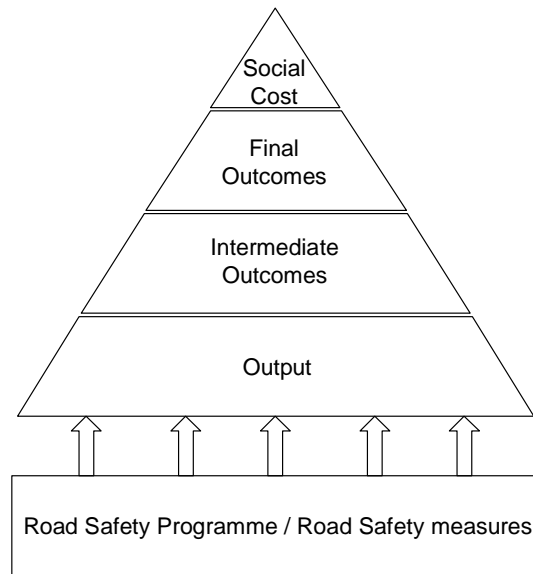 Social
Cost
Final
Outcomes
Intermediate
Outcomes
Output
Road Safety Programme / Road Safety measures